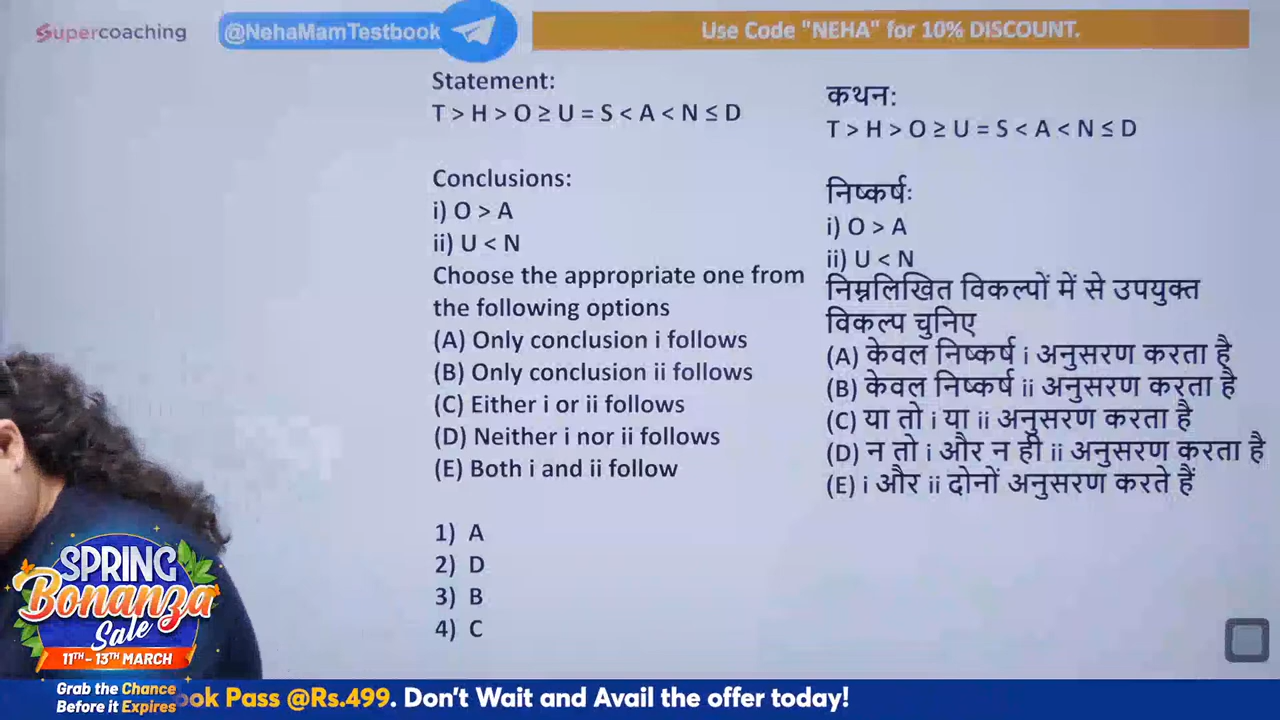 Supercoaching
@NehaMamTestbook
Use Code "NEHA" for 10% DISCOUNT.
Statement:
T > H > O ≥ U = S < A < N ≤ D
Conclusions:
i) O > A
ii) U < N
Choose the appropriate one from
the following options
(A) Only conclusion i follows
(B) Only conclusion ii follows
(C) Either i or ii follows
(D) Neither i nor ii follows
(E) Both i and ii follow
1) A
2) D
3) B
4) C
कथन:
T > H > O ≥ U = S < A < N ≤ D
निष्कर्ष:
i) O > A
ii) U < N
निम्नलिखित विकल्पों में से उपयुक्त
विकल्प चुनिए
(A) केवल निष्कर्ष i अनुसरण करता है
(B) केवल निष्कर्ष ii अनुसरण करता है
(C) या तो i या ii अनुसरण करता है
(D) न तो i और न ही ii अनुसरण करता है
(E) i और ii दोनों अनुसरण करते हैं
SPRING
Bonanza
Sale
11TH - 13TH MARCH
Grab the Chance
Before it Expires
ook Pass @Rs.499. Don't Wait and Avail the offer today!